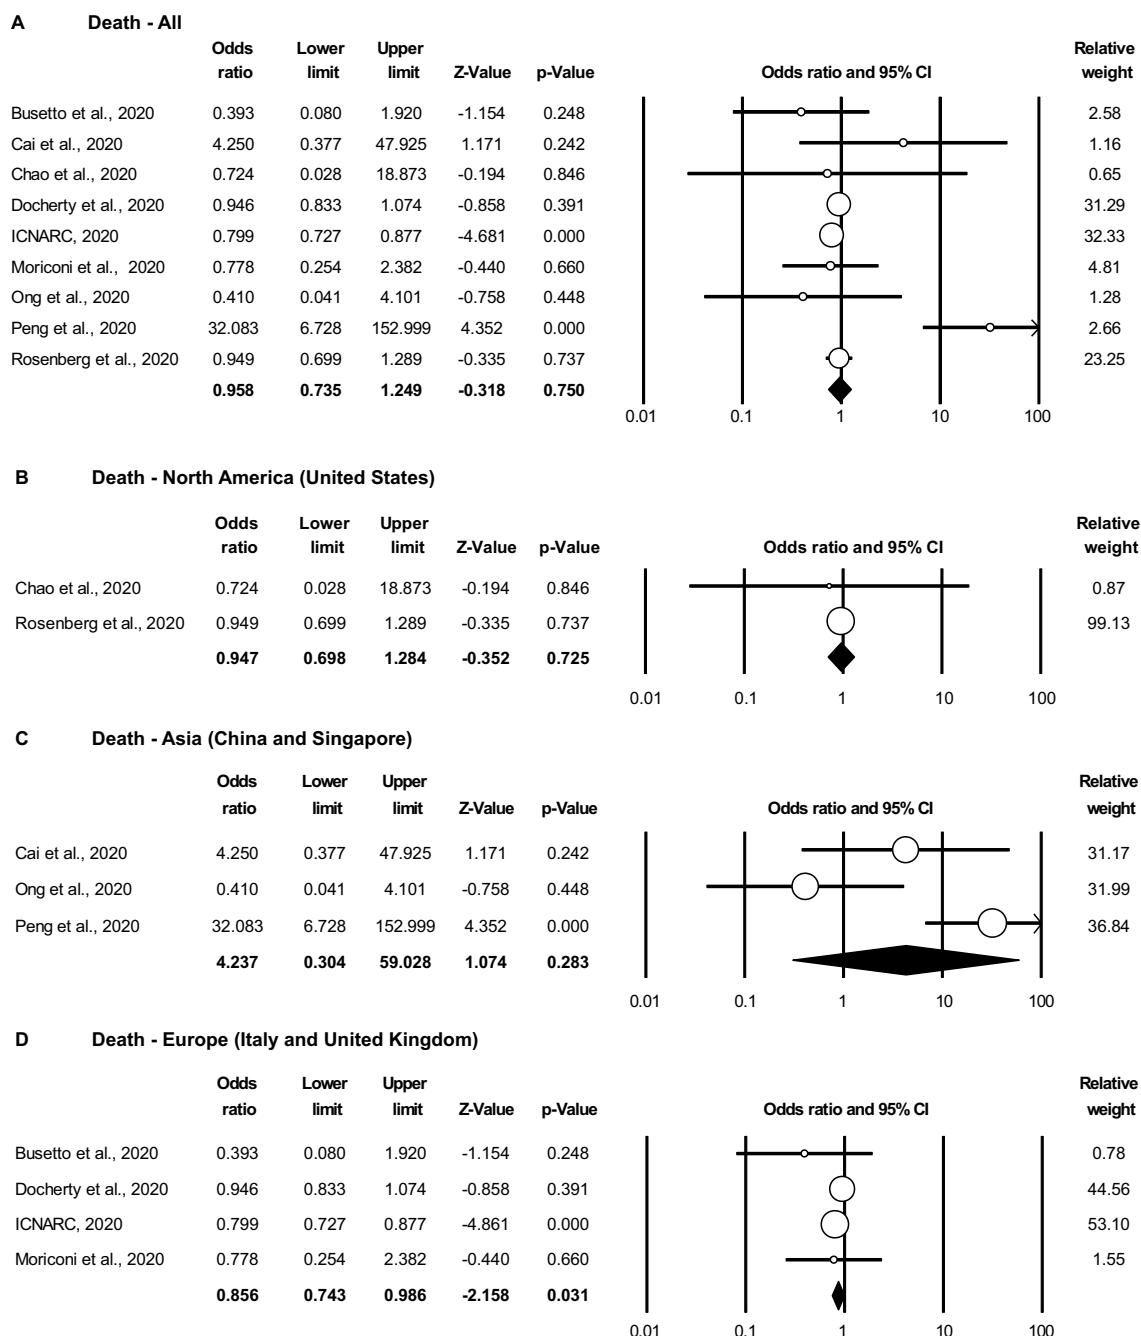 A Death - All
Odds Lower Upper Relative
ratio limit limit Z-Value p-Value Odds ratio and 95% CI weight
Busetto et al., 2020 0.393 0.080 1.920 -1.154 0.248 2.58
Cai et al., 2020 4.250 0.377 47.925 1.171 0.242 1.16
Chao et al., 2020 0.724 0.028 18.873 -0.194 0.846 0.65
Docherty et al., 2020 0.946 0.833 1.074 -0.858 0.391 31.29
ICNARC, 2020 0.799 0.727 0.877 -4.681 0.000 32.33
Moriconi et al., 2020 0.778 0.254 2.382 -0.440 0.660 4.81
Ong et al., 2020 0.410 0.041 4.101 -0.758 0.448 1.28
Peng et al., 2020 32.083 6.728 152.999 4.352 0.000 2.66
Rosenberg et al., 2020 0.949 0.699 1.289 -0.335 0.737 23.25
0.958 0.735 1.249 -0.318 0.750
0.01 0.1 1 10 100
B Death - North America (United States)
Odds Lower Upper Relative
ratio limit limit Z-Value p-Value Odds ratio and 95% CI weight
Chao et al., 2020 0.724 0.028 18.873 -0.194 0.846 0.87
Rosenberg et al., 2020 0.949 0.699 1.289 -0.335 0.737 99.13
0.947 0.698 1.284 -0.352 0.725
0.01 0.1 1 10 100
C Death - Asia (China and Singapore)
Odds Lower Upper Relative
ratio limit limit Z-Value p-Value Odds ratio and 95% CI weight
Cai et al., 2020 4.250 0.377 47.925 1.171 0.242 31.17
Ong et al., 2020 0.410 0.041 4.101 -0.758 0.448 31.99
Peng et al., 2020 32.083 6.728 152.999 4.352 0.000 36.84
4.237 0.304 59.028 1.074 0.283
0.01 0.1 1 10 100
D Death - Europe (Italy and United Kingdom)
Odds Lower Upper Relative
ratio limit limit Z-Value p-Value Odds ratio and 95% CI weight
Busetto et al., 2020 0.393 0.080 1.920 -1.154 0.248 0.78
Docherty et al., 2020 0.946 0.833 1.074 -0.858 0.391 44.56
ICNARC, 2020 0.799 0.727 0.877 -4.861 0.000 53.10
Moriconi et al., 2020 0.778 0.254 2.382 -0.440 0.660 1.55
0.856 0.743 0.986 -2.158 0.031
0.01 0.1 1 10 100